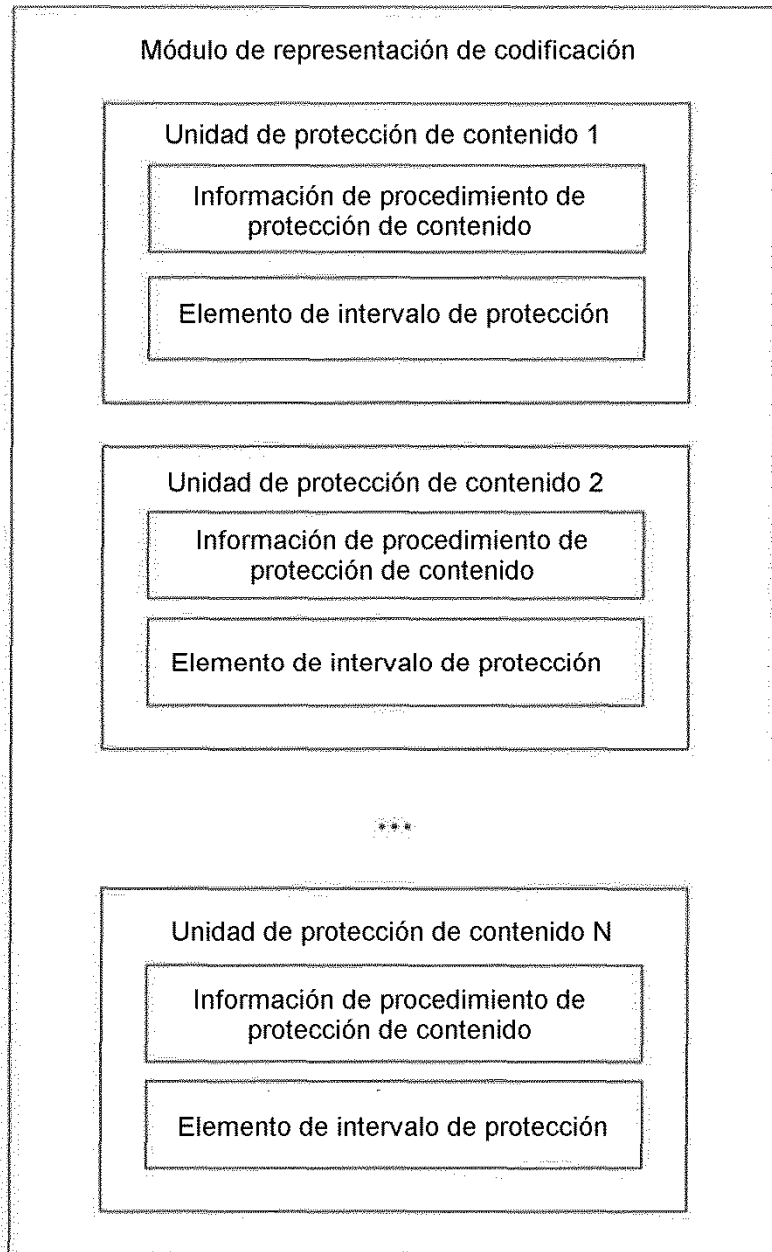 Módulo de representación de codificación
Unidad de protección de contenido 1
Información de procedimiento de
protección de contenido
Elemento de intervalo de protección
Unidad de protección de contenido 2
Información de procedimiento de
protección de contenido
Elemento de intervalo de protección
...
Unidad de protección de contenido N
Información de procedimiento de
protección de contenido
Elemento de intervalo de protección